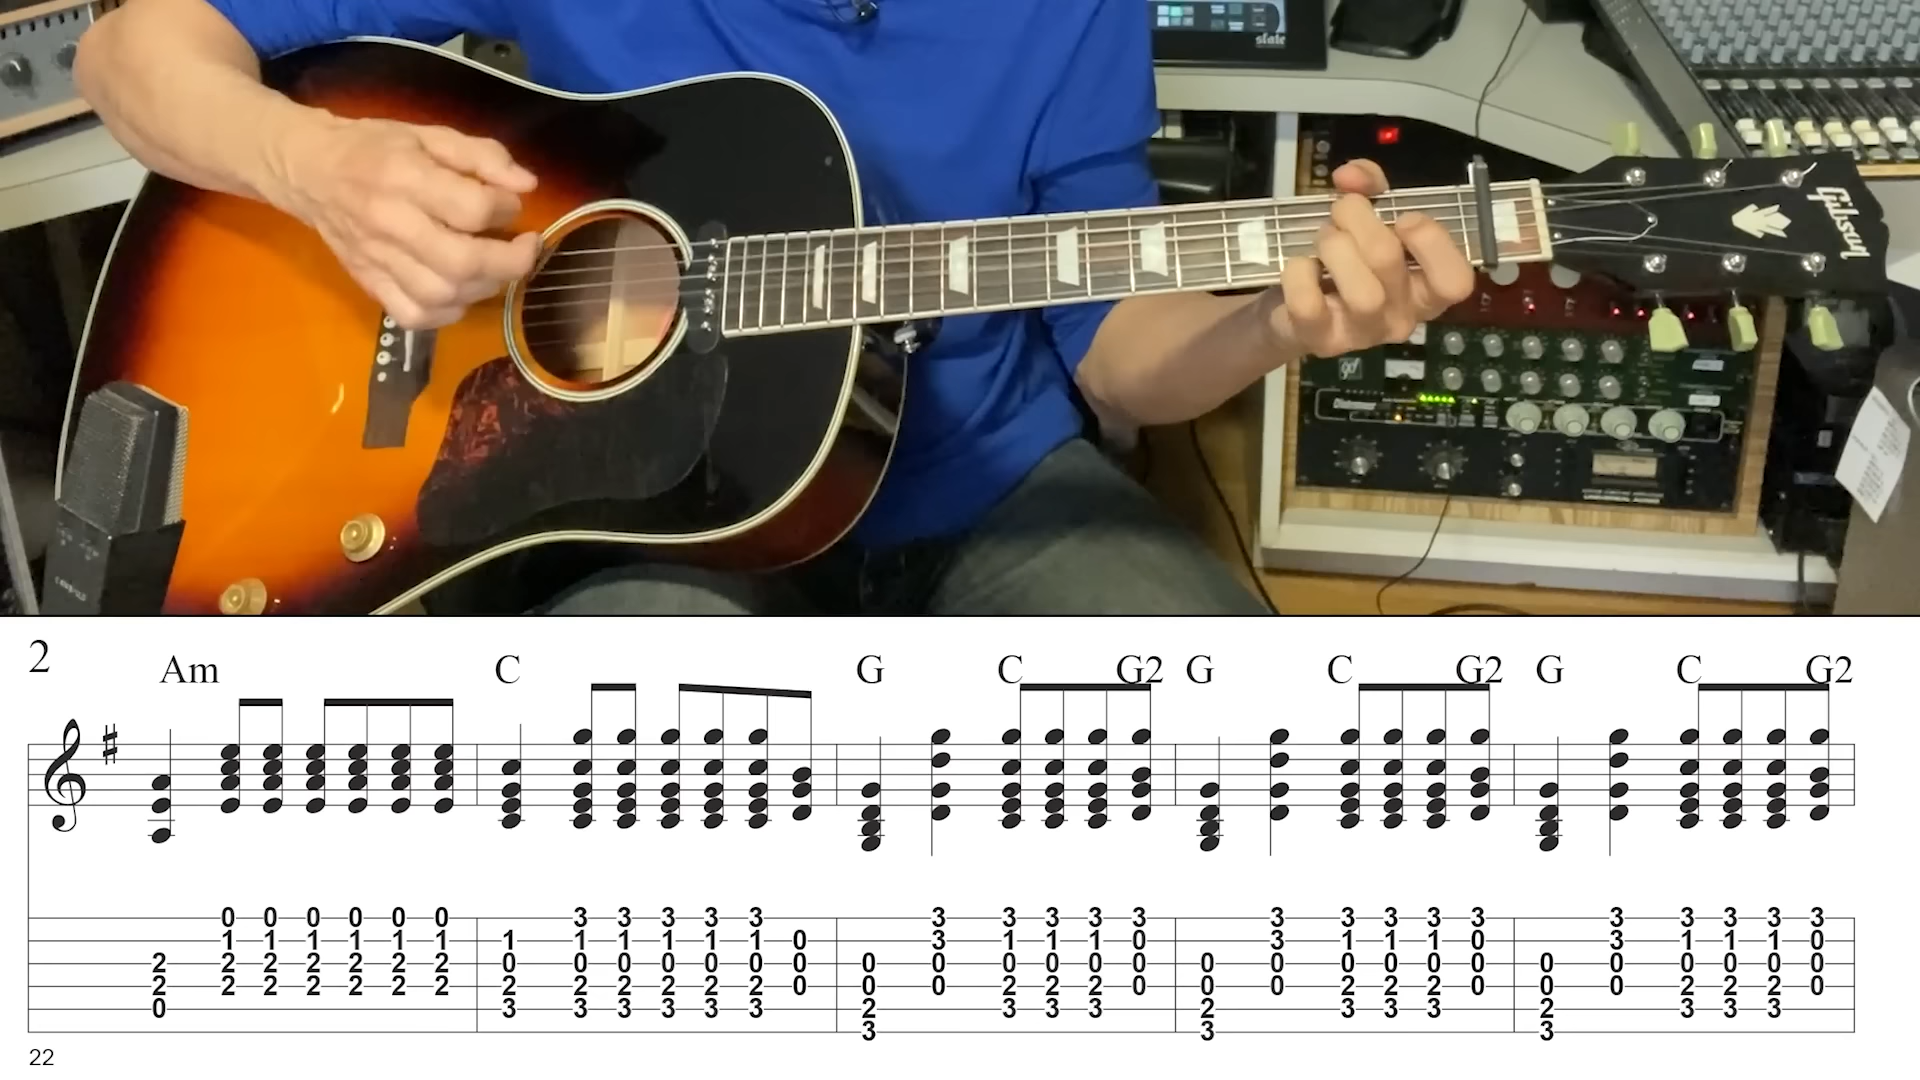 slate
Gibson
2
Am C G C G2 G C G2 G C G2
0 0 0 0 0 0 3 3 3 3 3 3 3 3 3 3 3 3 3 3 3 3 3 3 3 3
1 1 1 1 1 1 1 1 1 1 1 1 0 3 1 1 1 0 3 1 1 1 0 3 1 1 1 0
2 2 2 2 2 2 2 0 0 0 0 0 0 0 0 0 0 0 0 0 0 0 0 0 0 0 0 0 0 0 0 0
2 2 2 2 2 2 2 2 2 2 2 2 2 0 0 0 2 2 2 0 0 0 2 2 2 0 0 0 2 2 2 0
0 3 3 3 3 3 3 2 3 3 3 2 3 3 3 2 3 3 3
3 3 3
22